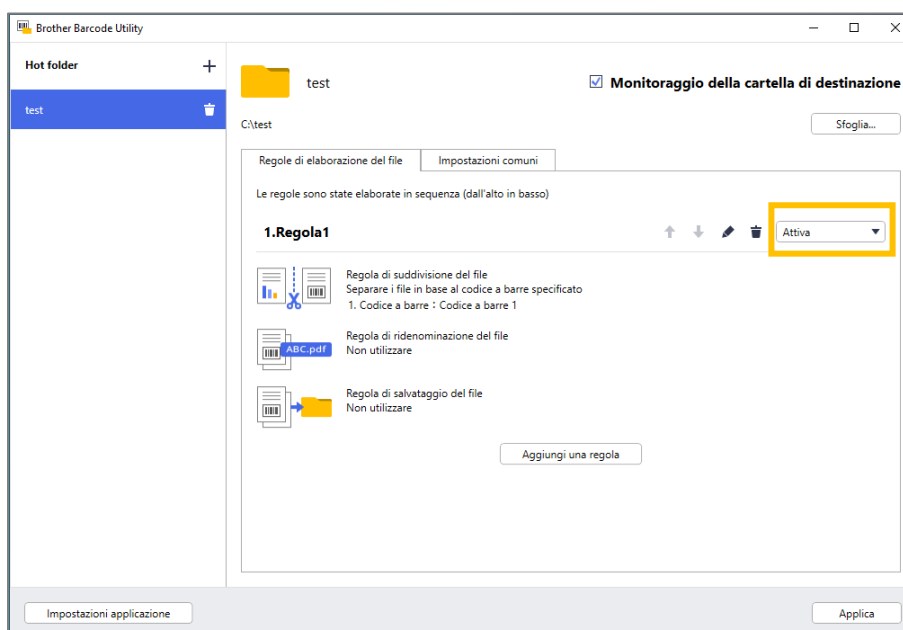 Brother Barcode Utility
Hot folder
test
test
Monitoraggio della cartella di destinazione
C:\test
Sfoglia...
Regole di elaborazione del file
Impostazioni comuni
Le regole sono state elaborate in sequenza (dall'alto in basso)
1.Regola1
Attiva
Regola di suddivisione del file
Separare i file in base al codice a barre specificato
1. Codice a barre : Codice a barre 1
Regola di ridenominazione del file
ABC.pdf
Non utilizzare
Regola di salvataggio del file
Non utilizzare
Aggiungi una regola
Impostazioni applicazione
Applica